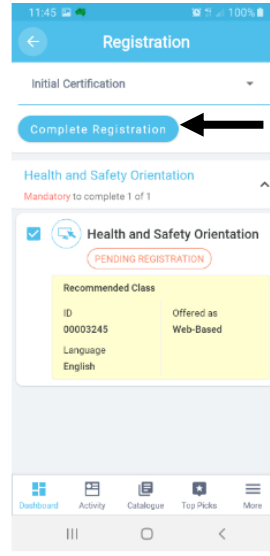 11:45 100%
Registration
Initial Certification
Complete Registration
Health and Safety Orientation
Mandatory to complete 1 of 1
Health and Safety Orientation
PENDING REGISTRATION
Recommended Class
ID Offered as
00003245 Web-Based
Language
English
Dashboard Activity Catalogue Top Picks More